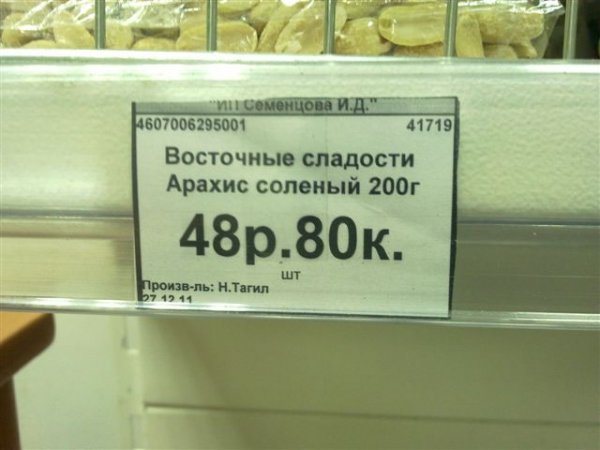 "ИП Семенцова И.Д."
4607006295001 41719
Восточные сладости
Арахис соленый 200г
48р.80к.
шт
Произв-ль: Н.Тагил
27.12.11